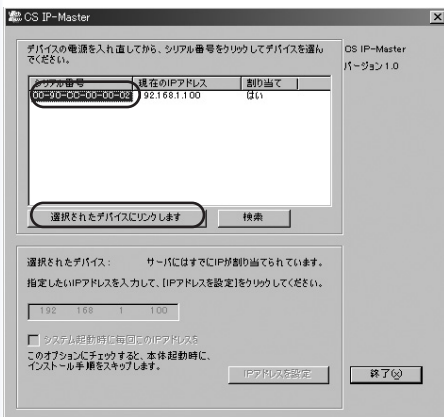 CS IP-Master
デバイスの電源を入れ直してから、シリアル番号をクリックしてデバイスを選ん
でください。
CS IP-Master
バージョン 1.0
シリアル番号 現在のIPアドレス 割り当て
00-90-CC-00-00-02 92.168.1.100 はい
選択されたデバイスにリンクします 検索
選択されたデバイス： サーバにはすでにIPが割り当てられています。
指定したいIPアドレスを入力して、[IPアドレスを設定]をクリックしてください。
192 168 1 100
システム起動時に毎回このIPアドレスを
このオプションにチェックすると、本体起動時に、
インストール手順をスキップします。
IPアドレスを設定 終了(x)